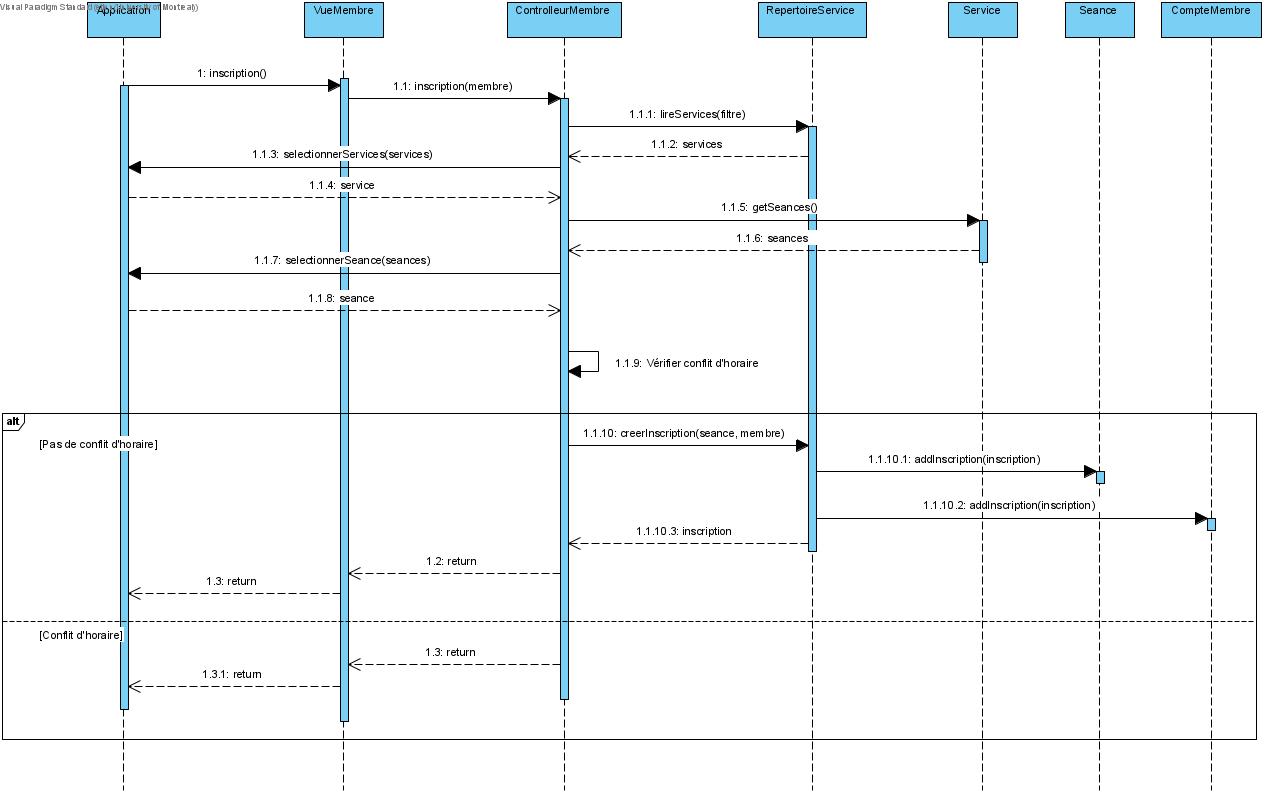 Visual Paradigm Standard
University of Montreal))
Application
VueMembre
ControlleurMembre
RepertoireService
Service
Seance
CompteMembre
1: inscription()
1.1: inscription(membre)
1.1.1: lireServices(filtre)
1.1.2: services
1.1.3: selectionnerServices(services)
1.1.4: service
1.1.5: getSeances()
1.1.6: seances
1.1.7: selectionnerSeance(seances)
1.1.8: seance
1.1.9: Vérifier conflit d'horaire
alt
[Pas de conflit d'horaire]
1.1.10: creerInscription(seance, membre)
1.1.10.1: addInscription(inscription)
1.1.10.2: addInscription(inscription)
1.1.10.3: inscription
1.2: return
1.3: return
[Conflit d'horaire]
1.3: return
1.3.1: return